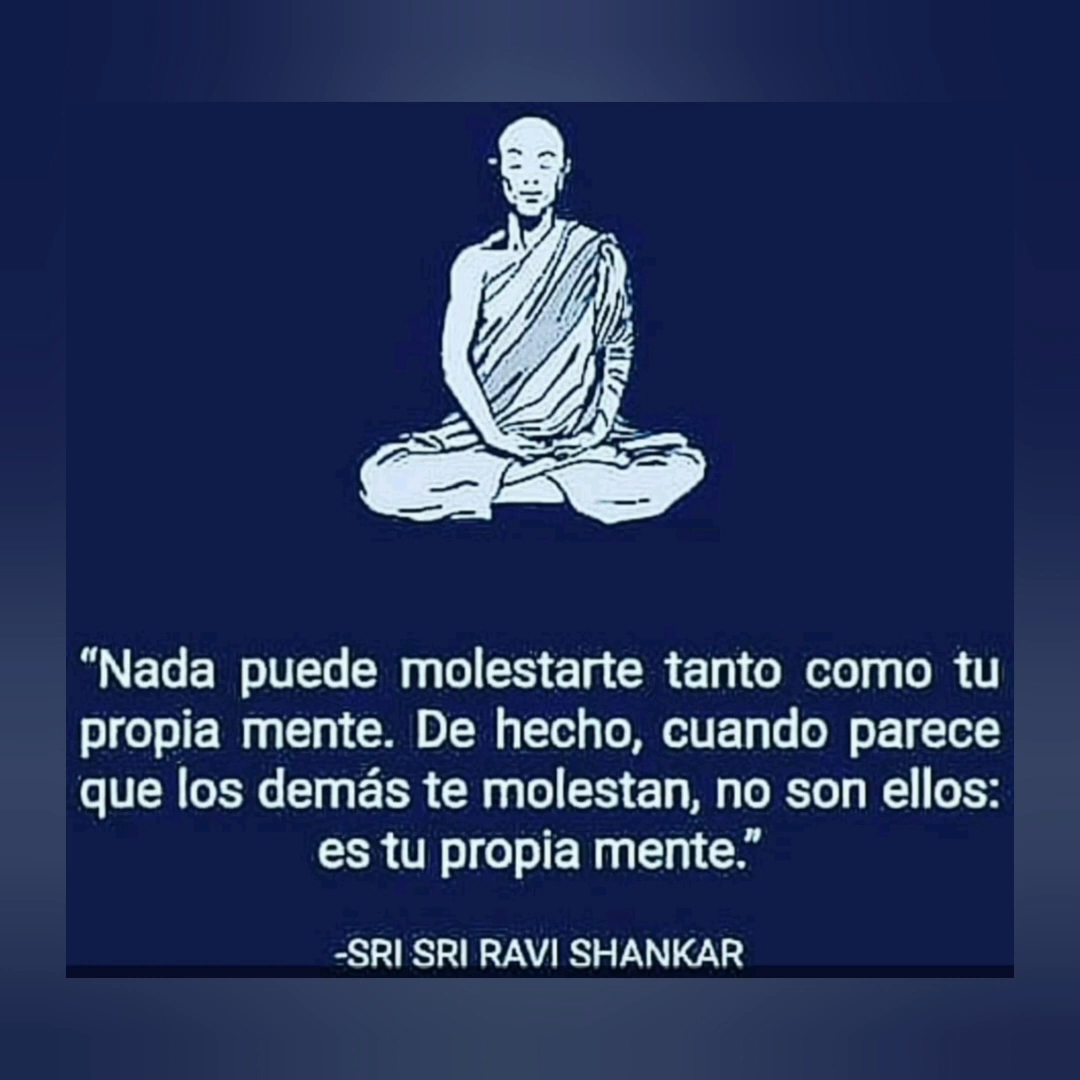 “Nada puede molestarte tanto como tu
propia mente. De hecho, cuando parece
que los demás te molestan, no son ellos:
es tu propia mente.”
-SRI SRI RAVI SHANKAR